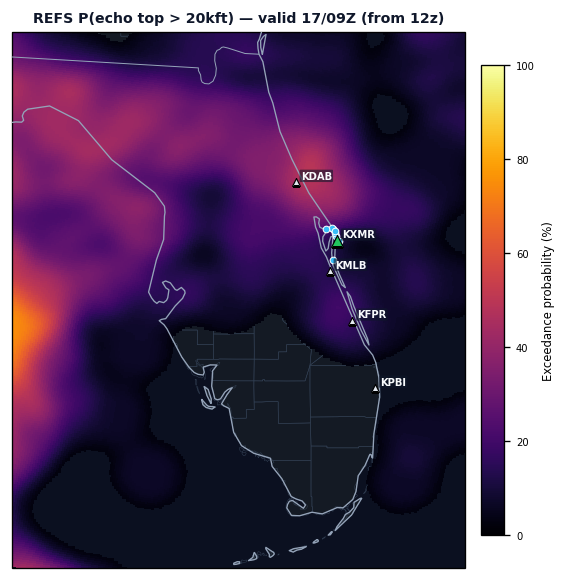 REFS P(echo top > 20kft) — valid 17/09Z (from 12z)
KDAB
KXMR
KMLB
KFPR
KPBI
100
80
60
40
20
0
Exceedance probability (%)